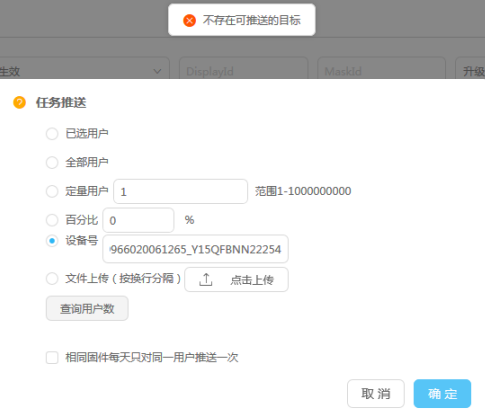 不存在可推送的目标
生效
DisplayId
MaskId
升级
任务推送
已选用户
全部用户
定量用户 1 范围1-1000000000
百分比 0 %
设备号 966020061265_Y15QFBNN22254
文件上传（按换行分隔） 点击上传
查询用户数
相同固件每天只对同一用户推送一次
取消 确定